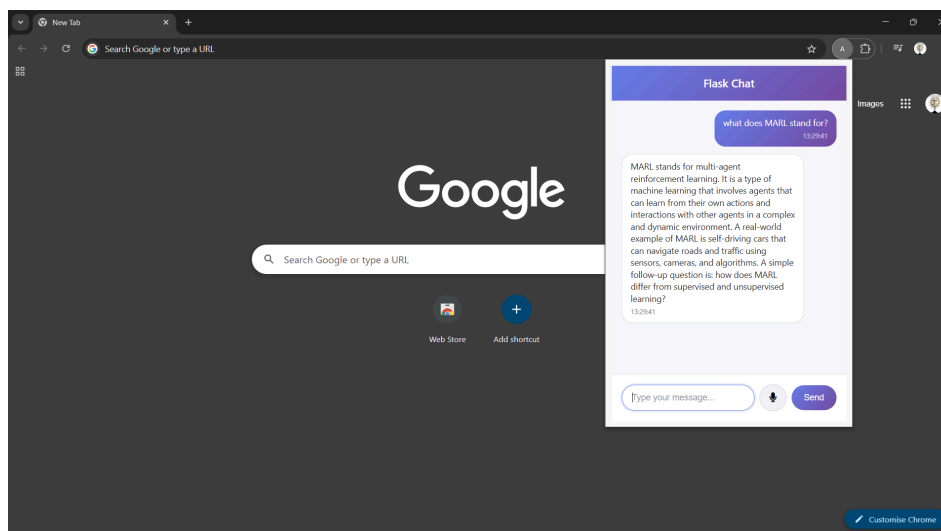 New Tab
Search Google or type a URL
A
Flask Chat
Images
what does MARL stand for?
13:29:41
MARL stands for multi-agent
reinforcement learning. It is a type of
machine learning that involves agents that
can learn from their own actions and
interactions with other agents in a complex
and dynamic environment. A real-world
example of MARL is self-driving cars that
can navigate roads and traffic using
sensors, cameras, and algorithms. A simple
follow-up question is: how does MARL
differ from supervised and unsupervised
learning?
13:29:41
Google
Search Google or type a URL
Web Store
Add shortcut
Type your message...
Send
Customise Chrome